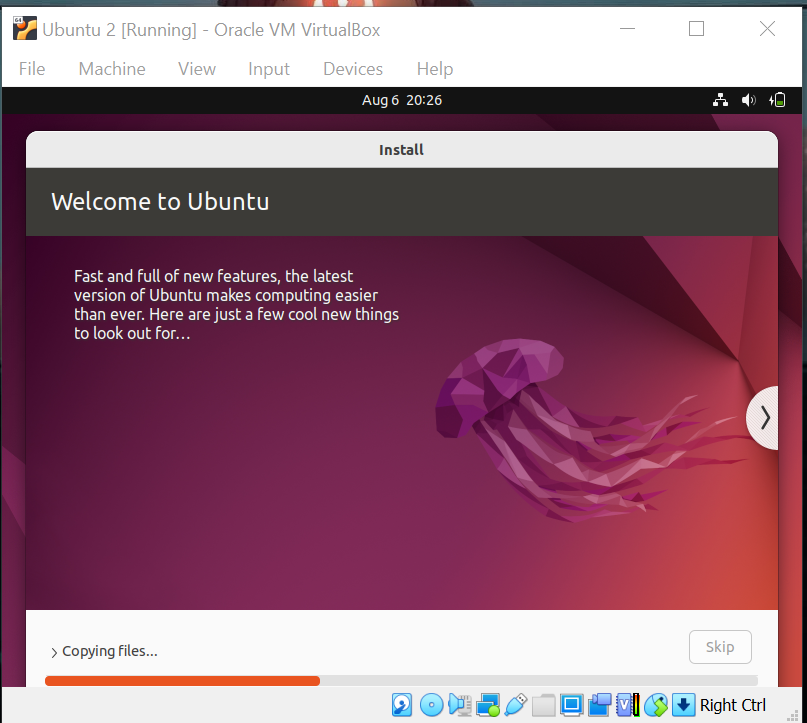 Ubuntu 2 [Running] - Oracle VM VirtualBox
File Machine View Input Devices Help
Aug 6 20:26
Install
Welcome to Ubuntu
Fast and full of new features, the latest
version of Ubuntu makes computing easier
than ever. Here are just a few cool new things
to look out for…
Copying files…
Skip
Right Ctrl